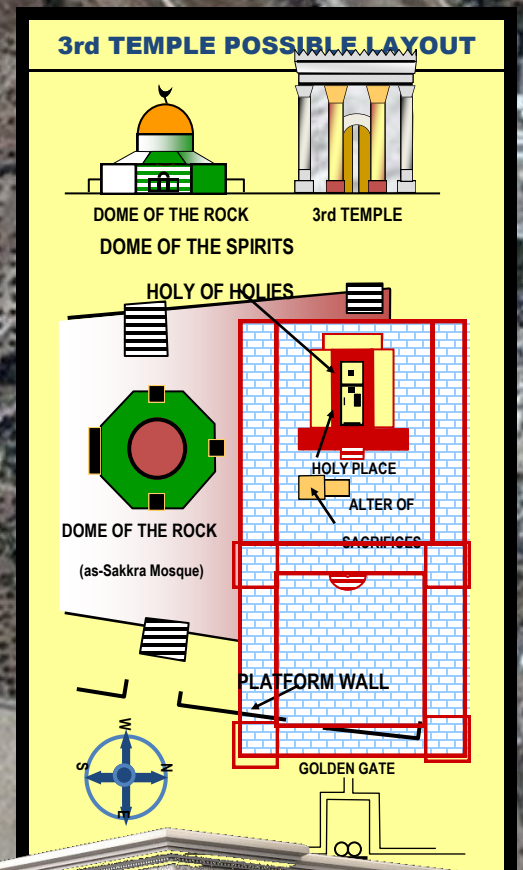 3rd TEMPLE POSSIBLE LAYOUT
DOME OF THE ROCK
3rd TEMPLE
DOME OF THE SPIRITS
HOLY OF HOLIES
HOLY PLACE
ALTER OF
SACRIFICES
DOME OF THE ROCK
(as-Sakkra Mosque)
PLATFORM WALL
W
S
N
E
GOLDEN GATE